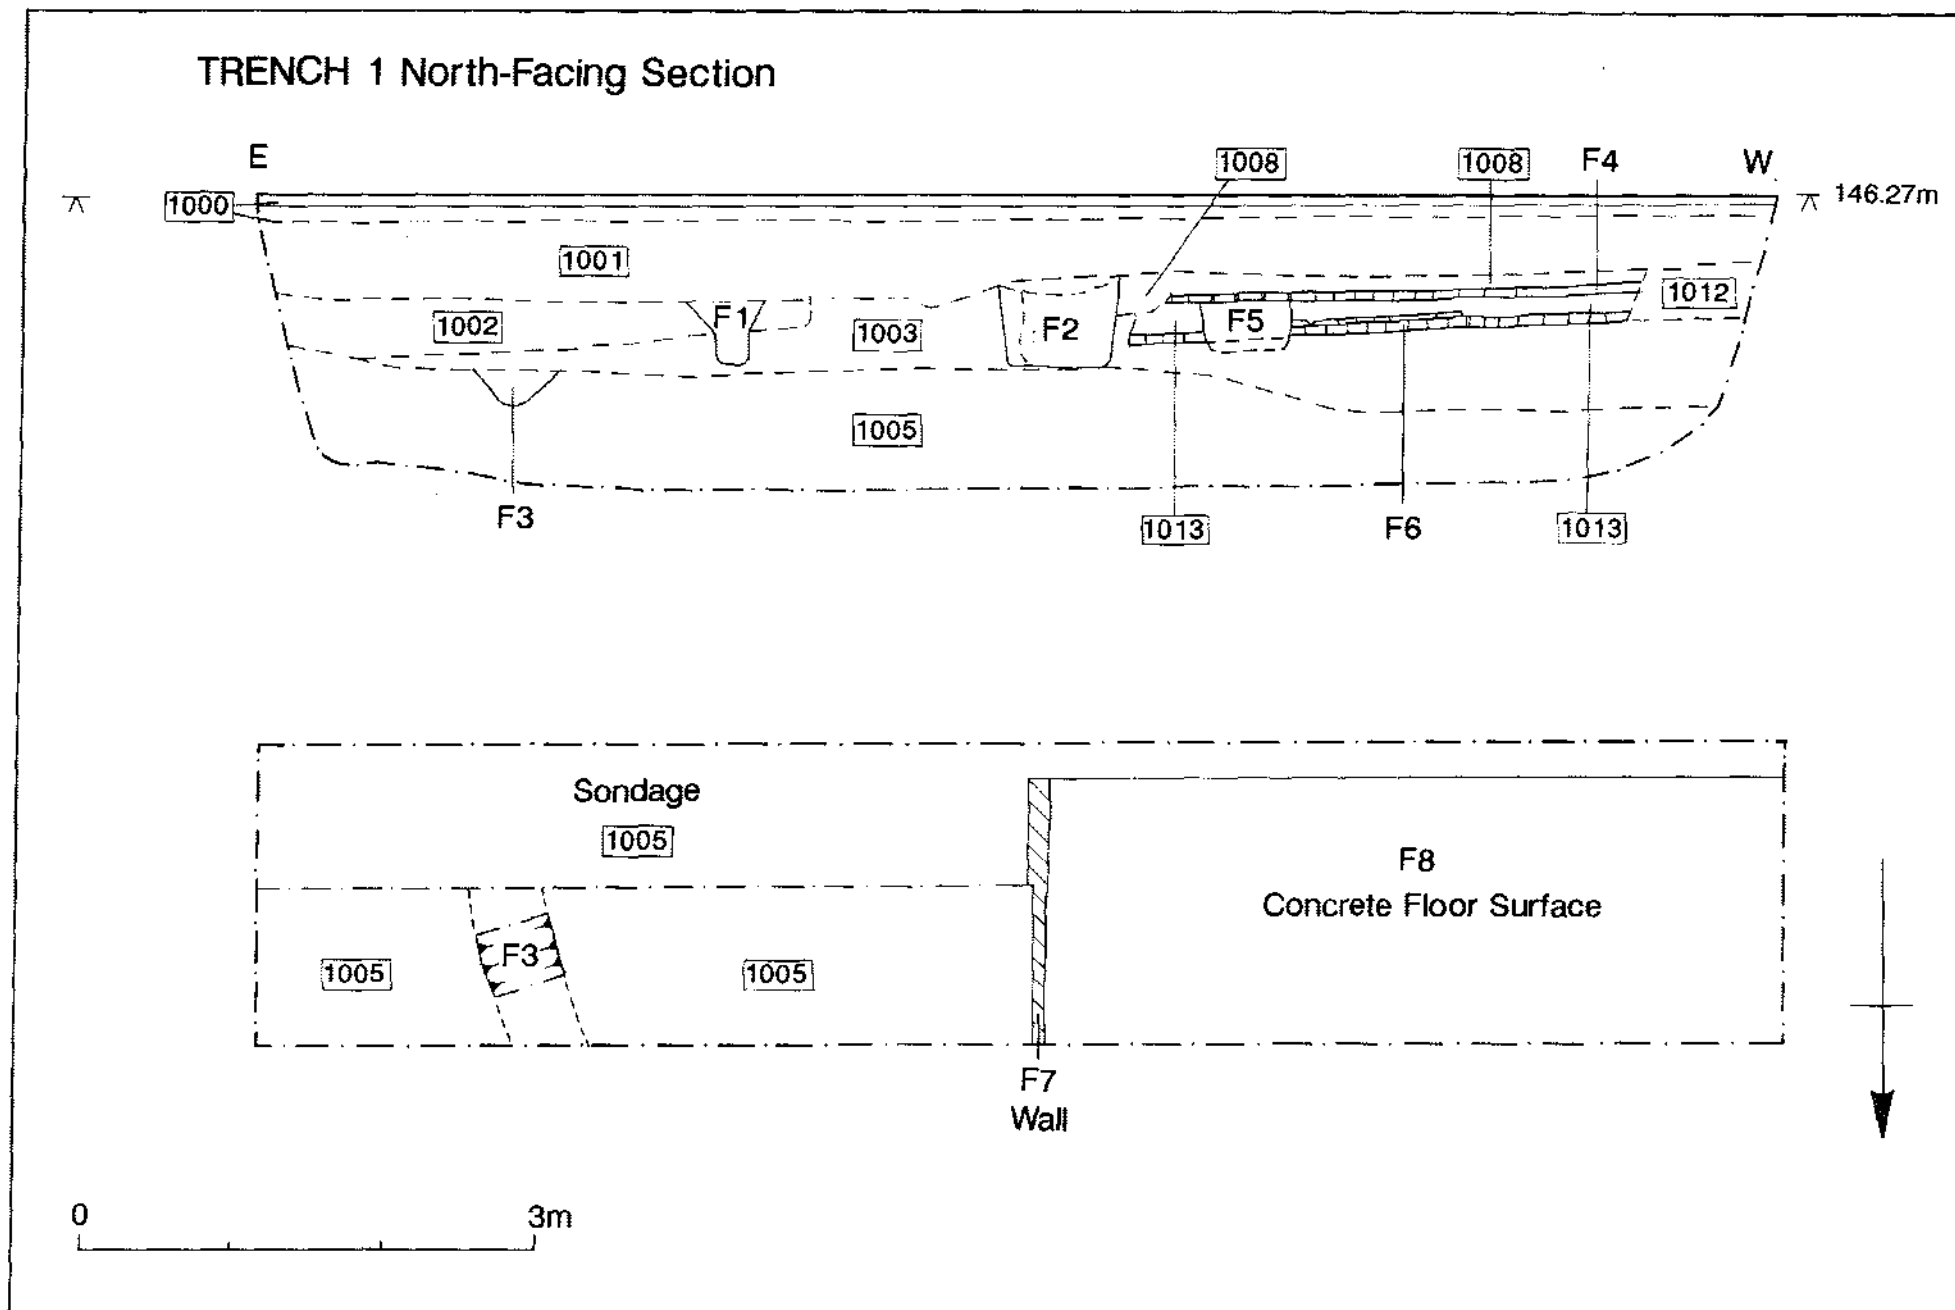 TRENCH 1 North-Facing Section
E
1008
1008
F4
W
1000
146.27m
1001
1012
1002
F1
1003
F2
F5
1005
F3
1013
F6
1013
Sondage
1005
F8
Concrete Floor Surface
1005
F3
1005
F7
Wall
0
3m